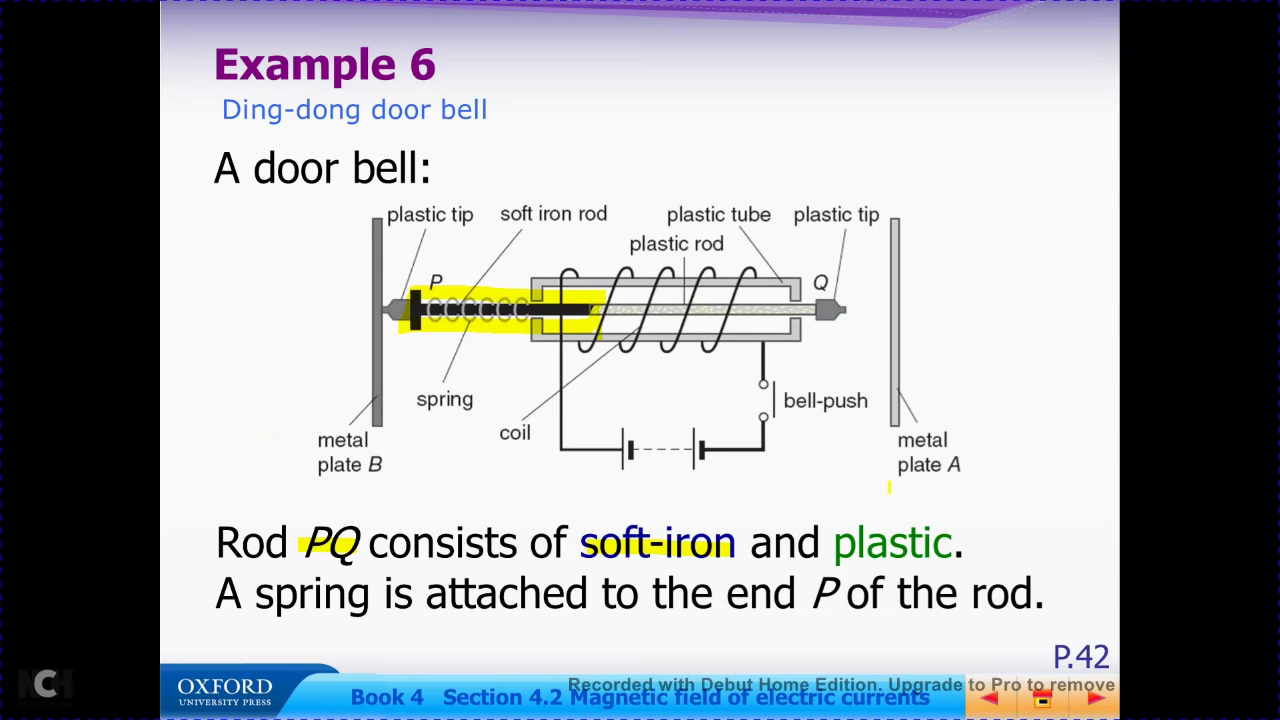 Example 6
Ding-dong door bell
A door bell:
plastic tip
soft iron rod
plastic tube
plastic tip
plastic rod
P
Q
spring
coil
bell-push
metal
plate B
metal
plate A
Rod PQ consists of soft-iron and plastic.
A spring is attached to the end P of the rod.
P.42
OXFORD
UNIVERSITY PRESS
Book 4 Section 4.2 Magnetic field of electric currents
Recorded with Debut Home Edition. Upgrade to Pro to remove
NCH